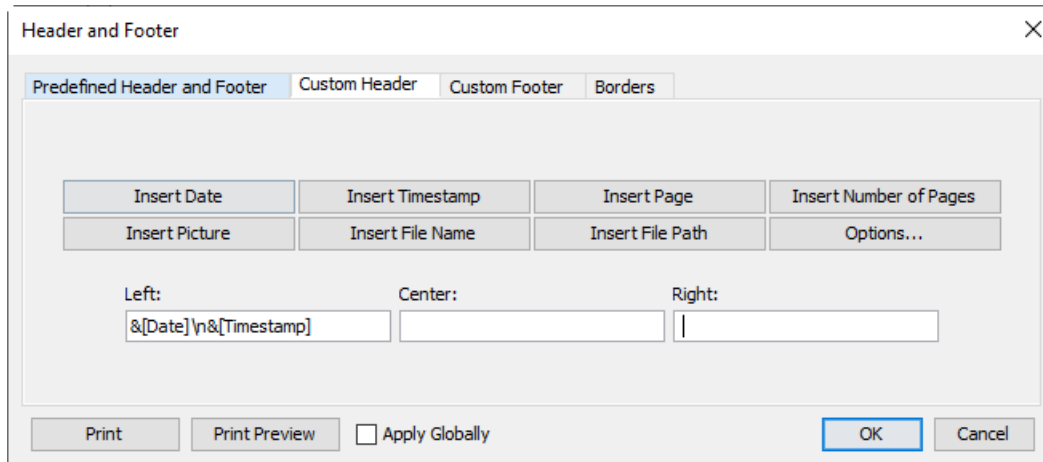 Header and Footer
Predefined Header and Footer Custom Header Custom Footer Borders
Insert Date Insert Timestamp Insert Page Insert Number of Pages
Insert Picture Insert File Name Insert File Path Options...
Left: Center: Right:
&[Date]\n&[Timestamp]
Print Print Preview Apply Globally OK Cancel